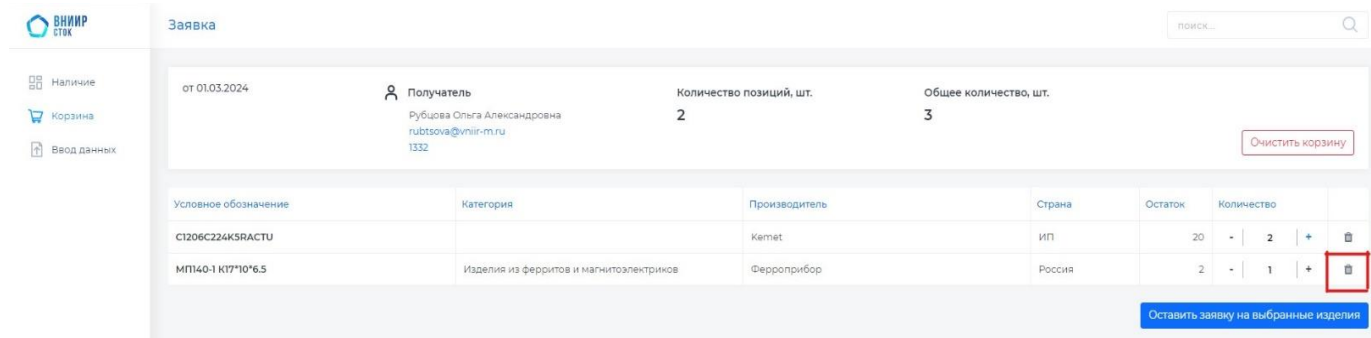 ВНИИР
СТОК
Заявка
поиск...
Наличие
Корзина
Ввод данных
от 01.03.2024
Получатель
Рубцова Ольга Александровна
rubtsova@vniir-m.ru
1332
Количество позиций, шт.
2
Общее количество, шт.
3
Очистить корзину
Условное обозначение Категория Производитель Страна Остаток Количество
C1206C224K5RACTU Kemet ИП 20 - 2 +
МП140-1 К17*10*6.5 Изделия из ферритов и магнитоэлектриков Ферроприбор Россия 2 - 1 +
Оставить заявку на выбранные изделия